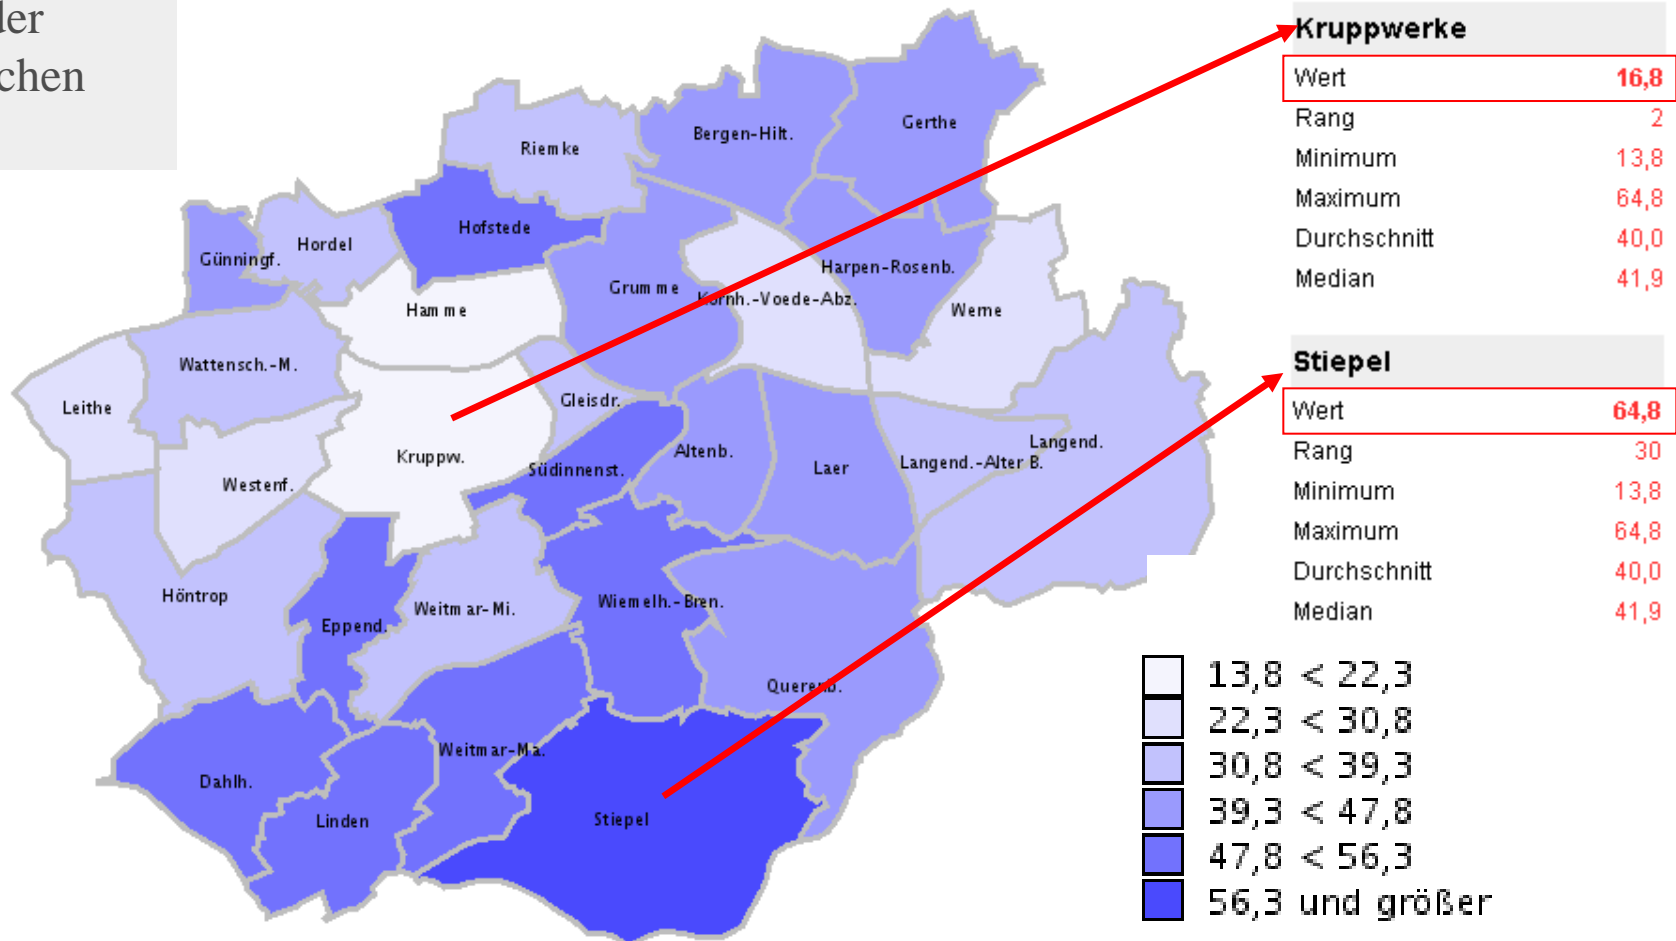 der
chen
Kruppwerke
Wert 16,8
Rang 2
Minimum 13,8
Maximum 64,8
Durchschnitt 40,0
Median 41,9
Stiepel
Wert 64,8
Rang 30
Minimum 13,8
Maximum 64,8
Durchschnitt 40,0
Median 41,9
Gerthe
Bergen-Hilt.
Riemke
Hofstede
Hordel
Günningf.
Harpen-Rosenb.
Grumme
Kornh.-Voede-Abz.
Hamme
Werne
Wattensch.-M.
Leithe
Gleisdr.
Langend.
Altenb.
Kruppw.
Langend.-Alter B.
Laer
Südinnenst.
Westenf.
Höntrop
Wiemelh.-Bren.
Weitmar-Mi.
Eppend.
Querenb.
Weitmar-Ma.
Dahlh.
Linden
Stiepel
13,8 < 22,3
22,3 < 30,8
30,8 < 39,3
39,3 < 47,8
47,8 < 56,3
56,3 und größer